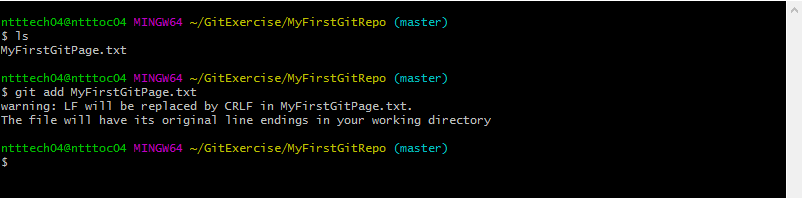 ntttech04@ntttoc04 MINGW64 ~/GitExercise/MyFirstGitRepo (master)
$ ls
MyFirstGitPage.txt
ntttech04@ntttoc04 MINGW64 ~/GitExercise/MyFirstGitRepo (master)
$ git add MyFirstGitPage.txt
warning: LF will be replaced by CRLF in MyFirstGitPage.txt.
The file will have its original line endings in your working directory
ntttech04@ntttoc04 MINGW64 ~/GitExercise/MyFirstGitRepo (master)
$